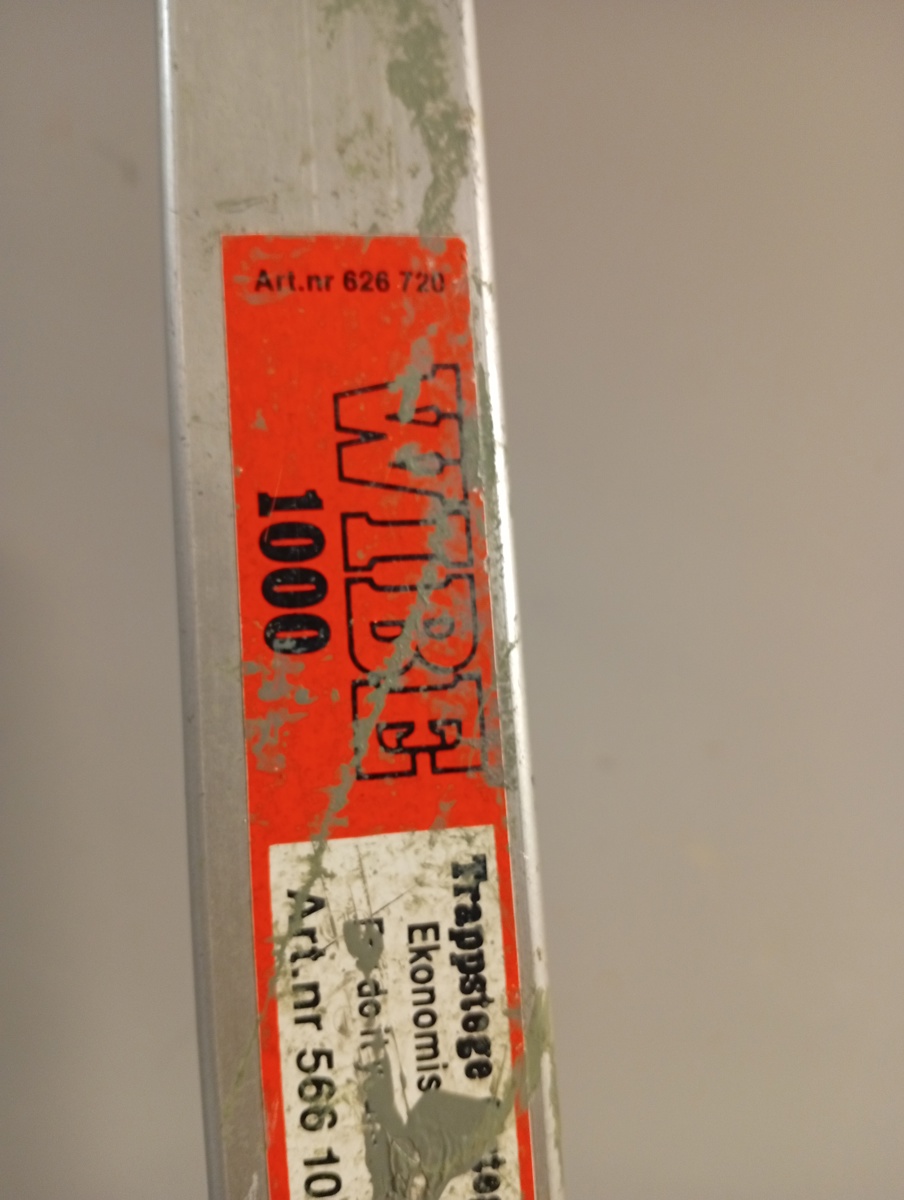 Art.nr 626 720
WIBE
1000
Trappstege
Ekonomis
Art.nr 566 10